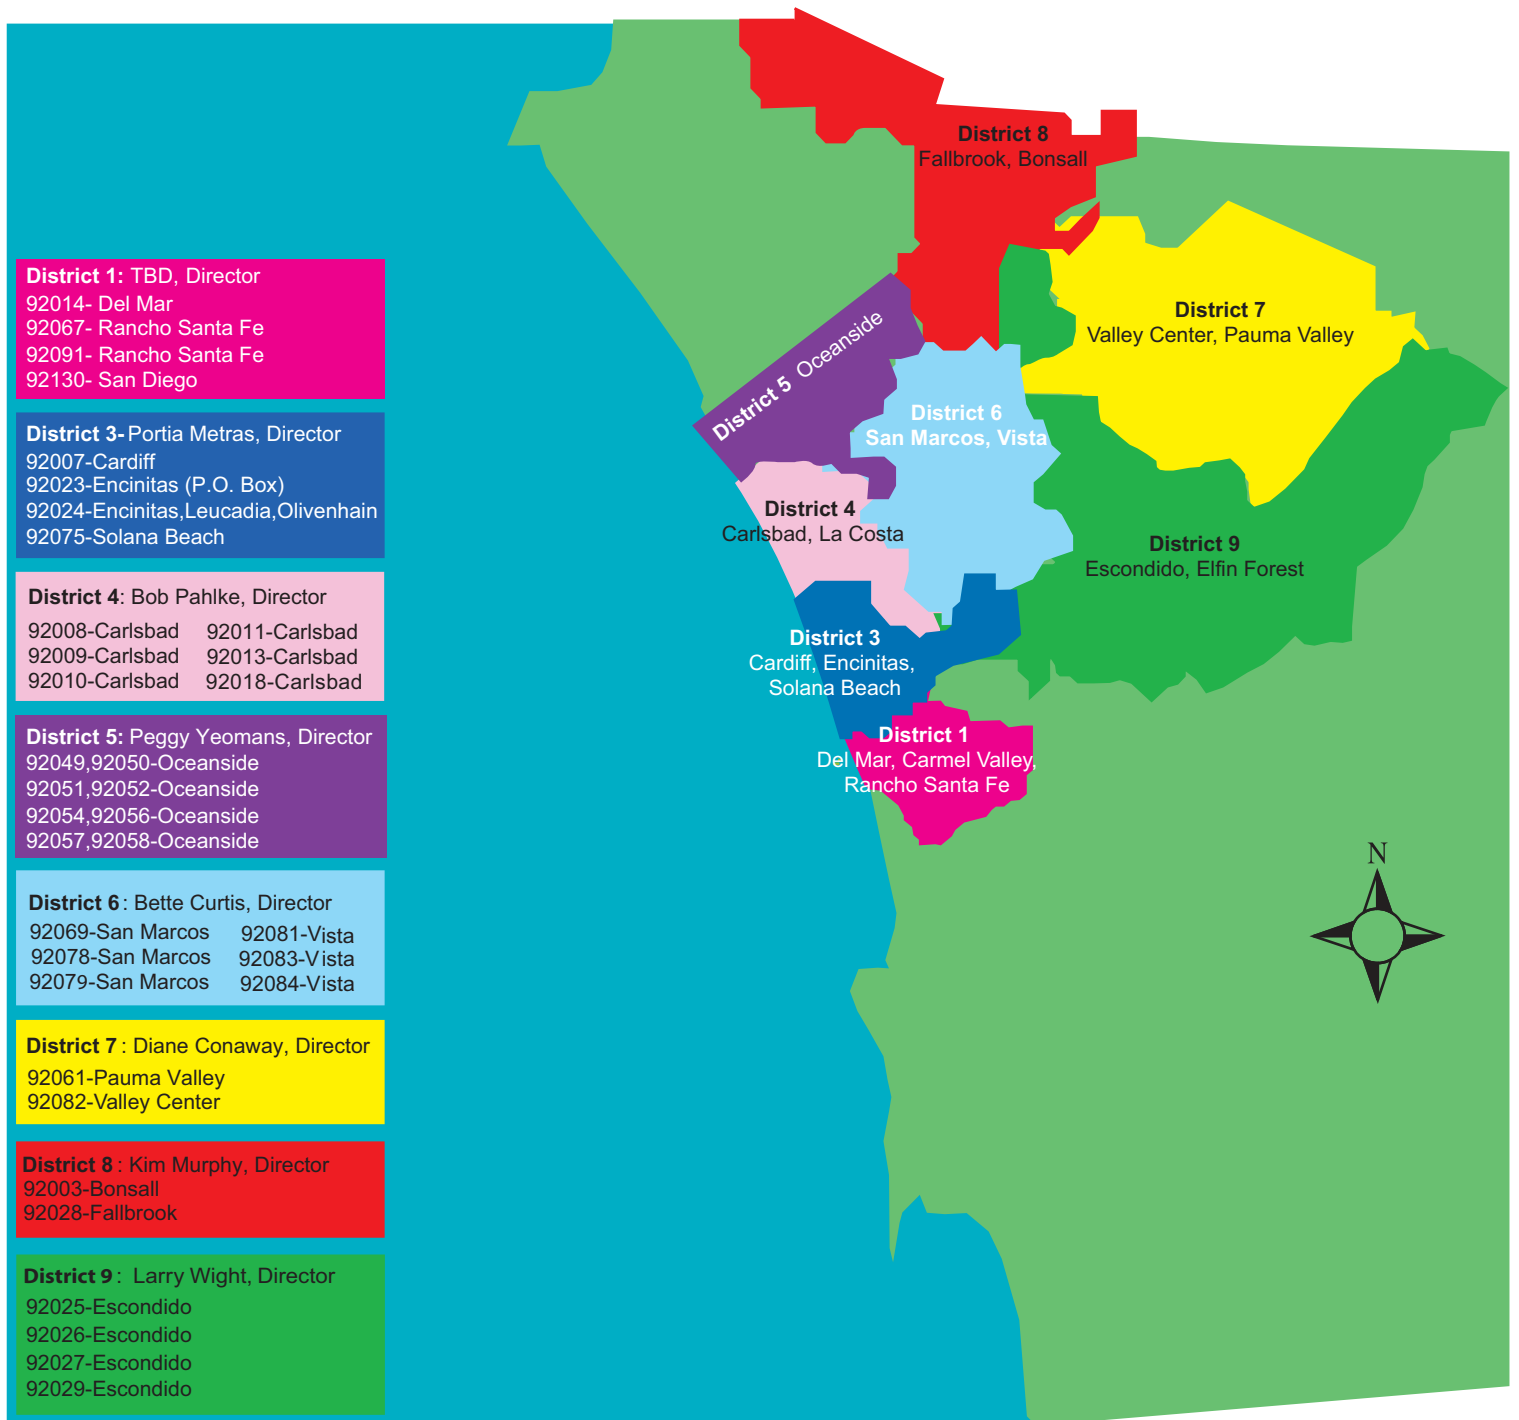 District 1: TBD, Director
92014- Del Mar
92067- Rancho Santa Fe
92091- Rancho Santa Fe
92130- San Diego
District 3-Portia Metras, Director
92007-Cardiff
92023-Encinitas (P.O. Box)
92024-Encinitas,Leucadia,Olivenhain
92075-Solana Beach
District 4: Bob Pahlke, Director
92008-Carlsbad 92011-Carlsbad
92009-Carlsbad 92013-Carlsbad
92010-Carlsbad 92018-Carlsbad
District 5: Peggy Yeomans, Director
92049,92050-Oceanside
92051,92052-Oceanside
92054,92056-Oceanside
92057,92058-Oceanside
District 6: Bette Curtis, Director
92069-San Marcos 92081-Vista
92078-San Marcos 92083-Vista
92079-San Marcos 92084-Vista
District 7: Diane Conaway, Director
92061-Pauma Valley
92082-Valley Center
District 8: Kim Murphy, Director
92003-Bonsall
92028-Fallbrook
District 9: Larry Wight, Director
92025-Escondido
92026-Escondido
92027-Escondido
92029-Escondido
District 8
Fallbrook, Bonsall
District 7
Valley Center, Pauma Valley
District 5 Oceanside
District 6
San Marcos, Vista
District 4
Carlsbad, La Costa
District 9
Escondido, Elfin Forest
District 3
Cardiff, Encinitas,
Solana Beach
District 1
Del Mar, Carmel Valley,
Rancho Santa Fe
N